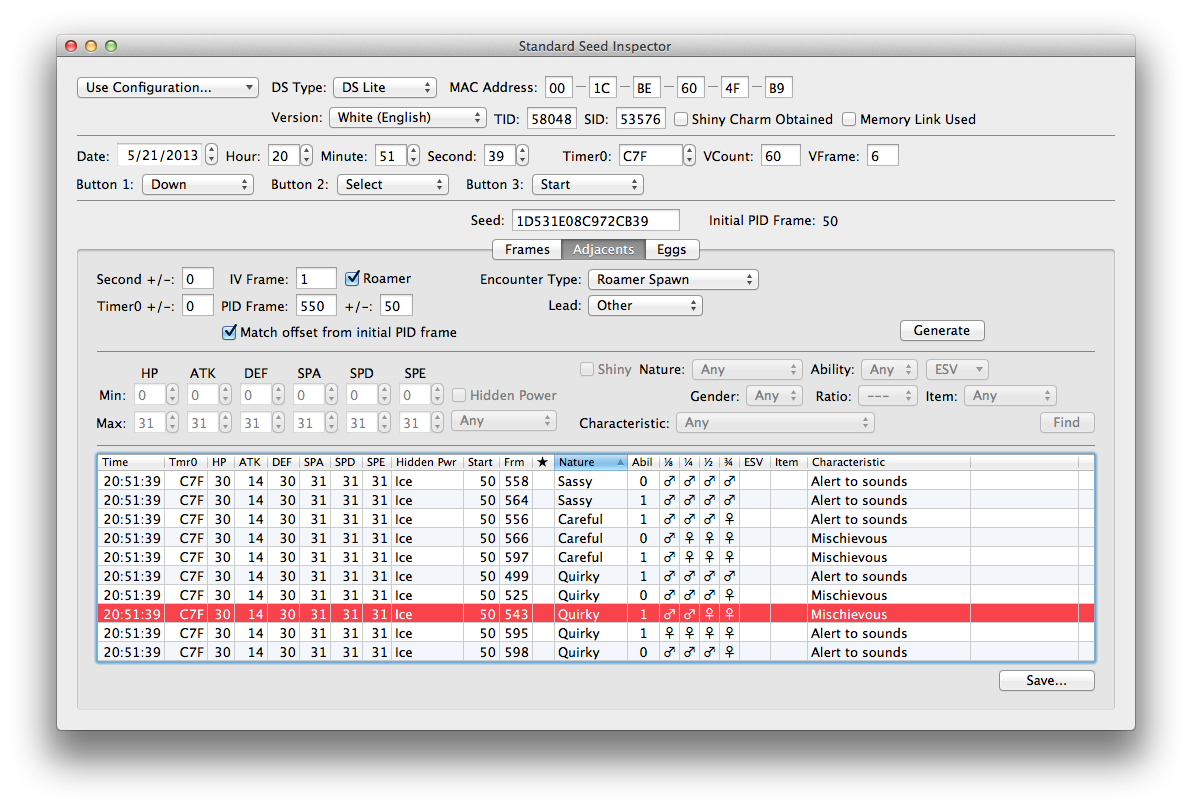 Standard Seed Inspector
Use Configuration... DS Type: DS Lite MAC Address: 00 — 1C — BE — 60 — 4F — B9
Version: White (English) TID: 58048 SID: 53576 Shiny Charm Obtained Memory Link Used
Date: 5/21/2013 Hour: 20 Minute: 51 Second: 39 Timer0: C7F VCount: 60 VFrame: 6
Button 1: Down Button 2: Select Button 3: Start
Seed: 1D531E08C972CB39 Initial PID Frame: 50
Frames Adjacents Eggs
Second +/-: 0 IV Frame: 1 Roamer Encounter Type: Roamer Spawn
Timer0 +/-: 0 PID Frame: 550 +/-: 50 Lead: Other
Match offset from initial PID frame Generate
HP ATK DEF SPA SPD SPE Shiny Nature: Any Ability: Any ESV
Min: 0 0 0 0 0 0 Hidden Power Gender: Any Ratio: --- Item: Any
Max: 31 31 31 31 31 31 Any Characteristic: Any Find
Time Tmr0 HP ATK DEF SPA SPD SPE Hidden Pwr Start Frm ★ Nature Abil ⅛ ¼ ½ ¾ ESV Item Characteristic
20:51:39 C7F 30 14 30 31 31 31 Ice 50 558 Sassy 0 ♂ ♂ ♂ ♂ Alert to sounds
20:51:39 C7F 30 14 30 31 31 31 Ice 50 564 Sassy 1 ♂ ♂ ♂ ♂ Alert to sounds
20:51:39 C7F 30 14 30 31 31 31 Ice 50 556 Careful 1 ♂ ♂ ♂ ♀ Alert to sounds
20:51:39 C7F 30 14 30 31 31 31 Ice 50 566 Careful 0 ♂ ♀ ♀ ♀ Mischievous
20:51:39 C7F 30 14 30 31 31 31 Ice 50 597 Careful 1 ♂ ♀ ♀ ♀ Mischievous
20:51:39 C7F 30 14 30 31 31 31 Ice 50 499 Quirky 1 ♂ ♂ ♂ ♂ Alert to sounds
20:51:39 C7F 30 14 30 31 31 31 Ice 50 525 Quirky 0 ♂ ♂ ♂ ♀ Mischievous
20:51:39 C7F 30 14 30 31 31 31 Ice 50 543 Quirky 1 ♂ ♂ ♀ ♀ Mischievous
20:51:39 C7F 30 14 30 31 31 31 Ice 50 595 Quirky 1 ♀ ♀ ♀ ♀ Alert to sounds
20:51:39 C7F 30 14 30 31 31 31 Ice 50 598 Quirky 0 ♂ ♂ ♂ ♀ Alert to sounds
Save...